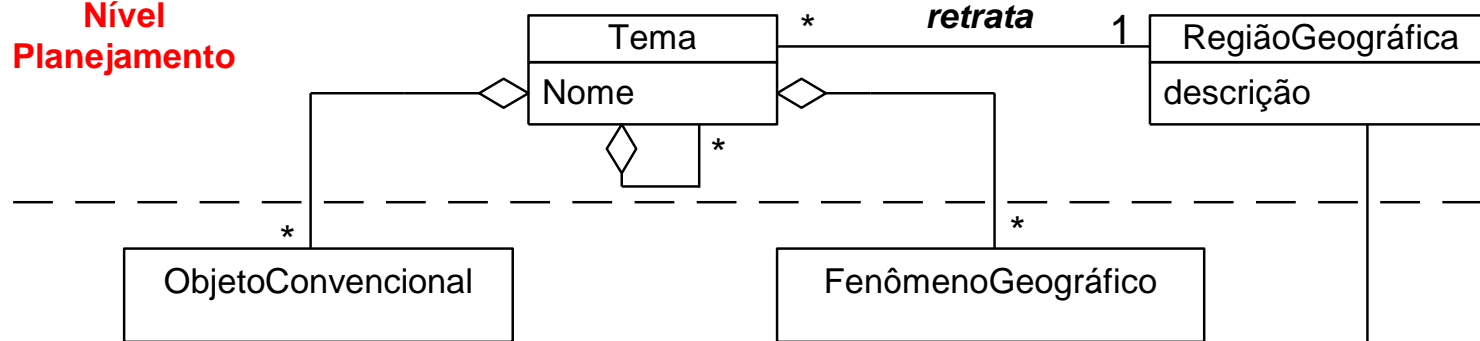 Nível
Planejamento
Tema
Nome
*
*
retrata
1
RegiãoGeográfica
descrição
*
ObjetoConvencional
*
FenômenoGeográfico